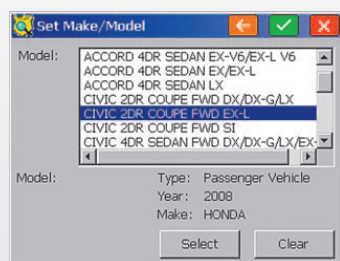 Set Make/Model
Model:
ACCORD 4DR SEDAN EX-V6/EX-L V6
ACCORD 4DR SEDAN EX/EX-L
ACCORD 4DR SEDAN LX
CIVIC 2DR COUPE FWD DX/DX-G/LX
CIVIC 2DR COUPE FWD EX-L
CIVIC 2DR COUPE FWD SI
CIVIC 4DR SEDAN FWD DX/DX-G/LX/EX-
Model:
Type: Passenger Vehicle
Year: 2008
Make: HONDA
Select Clear